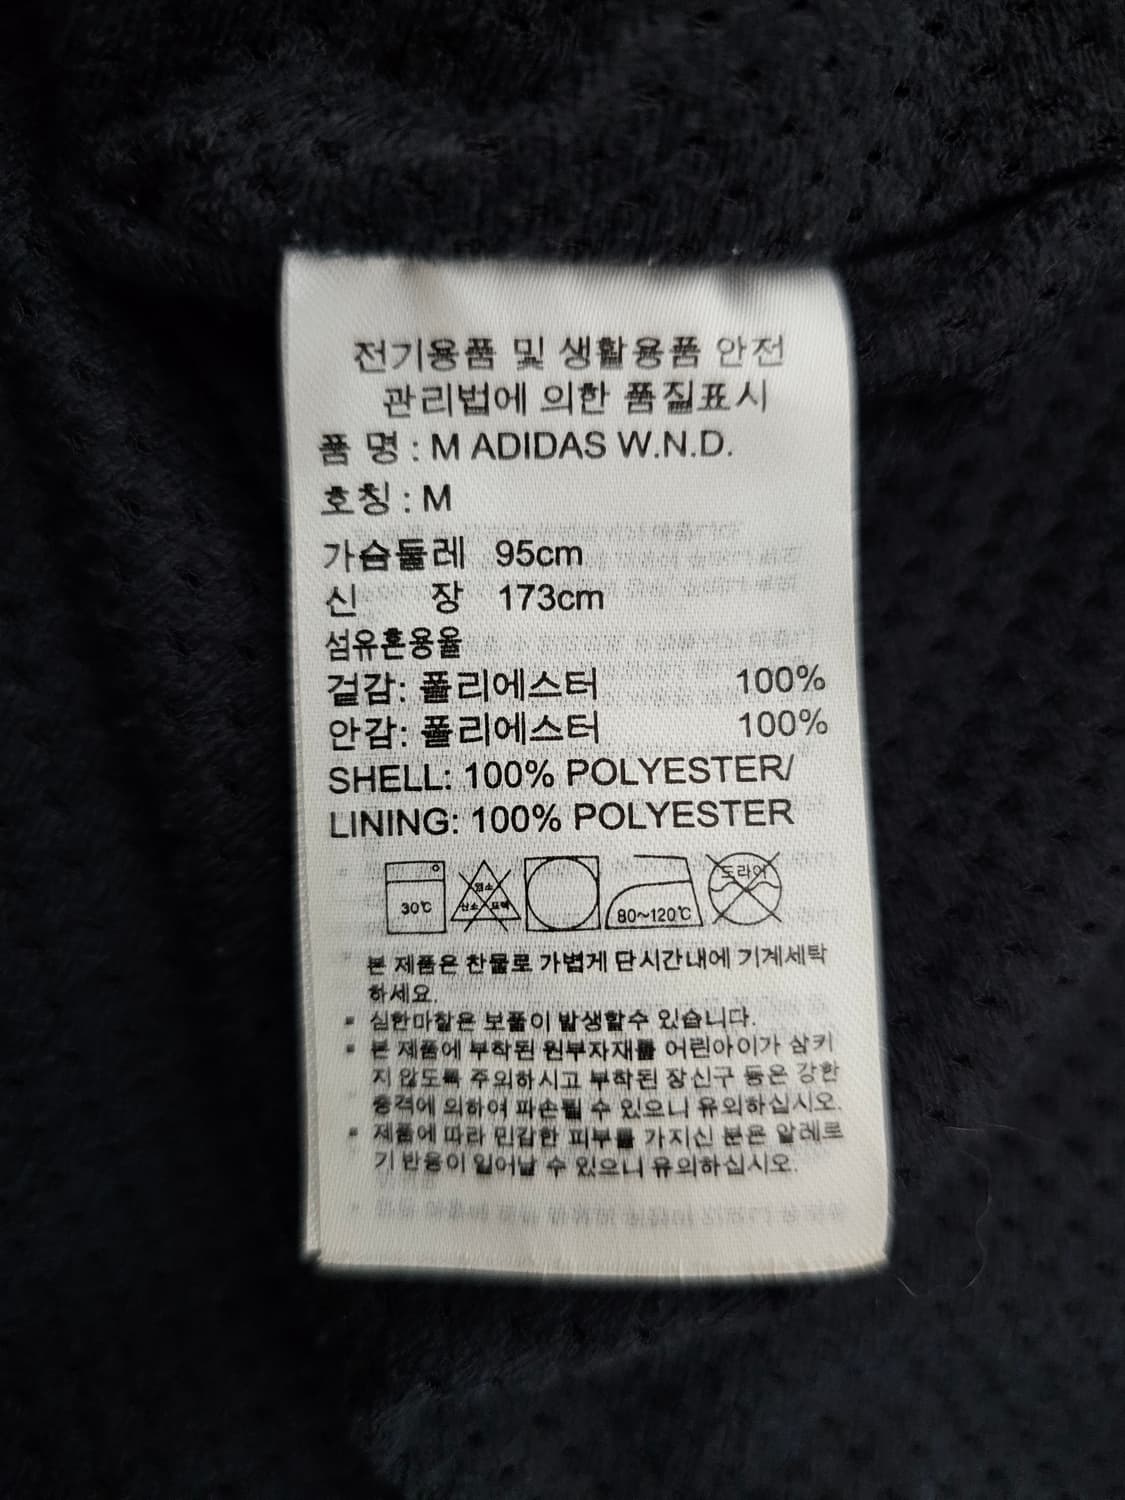 전기용품 및 생활용품 안전
관리법에 의한 품질표시
품 명 : M ADIDAS W.N.D.
호칭 : M
가슴둘레 95cm
신 장 173cm
섬유혼용율
겉감: 폴리에스터 100%
안감: 폴리에스터 100%
SHELL: 100% POLYESTER/
LINING: 100% POLYESTER
30℃
염소
산소 표백
80~120℃
드라이
본 제품은 찬물로 가볍게 단시간내에 기계세탁
하세요.
심한마찰은 보풀이 발생할수 있습니다.
본 제품에 부착된 원부자재를 어린아이가 삼키
지 않도록 주의하시고 부착된 장신구 등은 강한
충격에 의하여 파손될 수 있으니 유의하십시오.
제품에 따라 민감한 피부를 가지신 분은 알레르
기 반응이 일어날 수 있으니 유의하십시오.